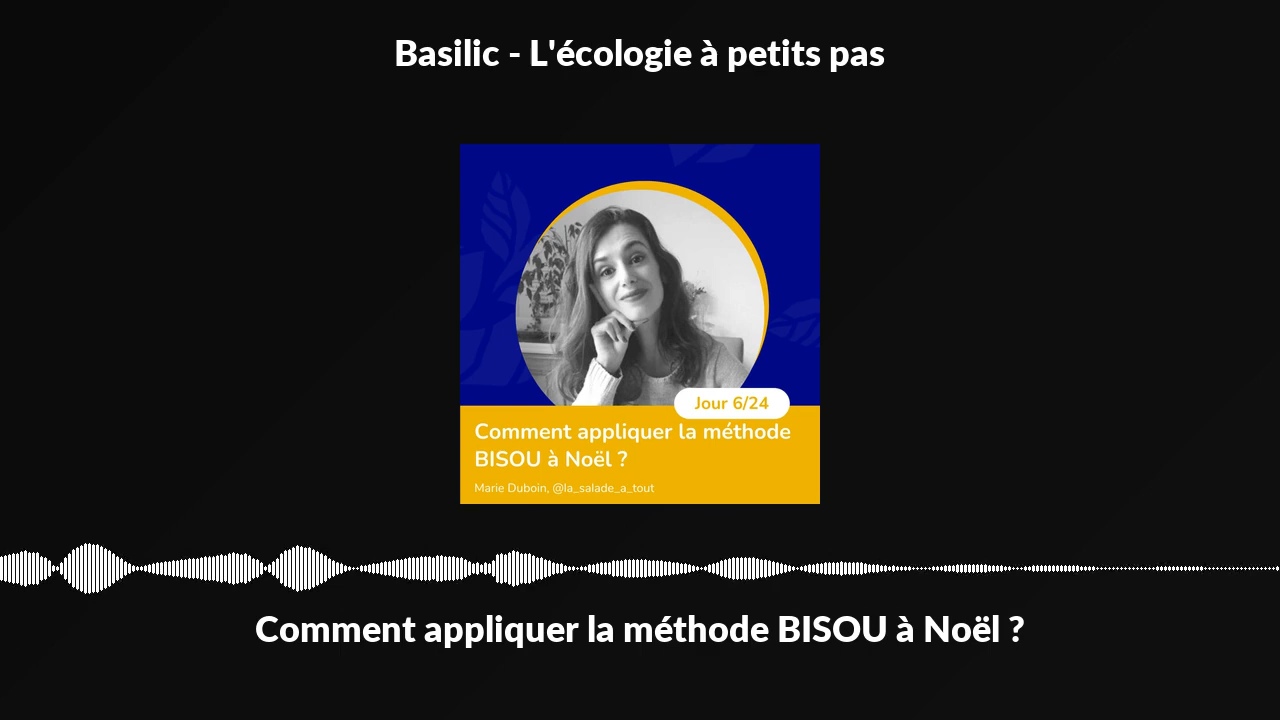 Basilic - L'écologie à petits pas
Jour 6/24
Comment appliquer la méthode
BISOU à Noël ?
Marie Duboin, @la_salade_a_tout
Comment appliquer la méthode BISOU à Noël ?